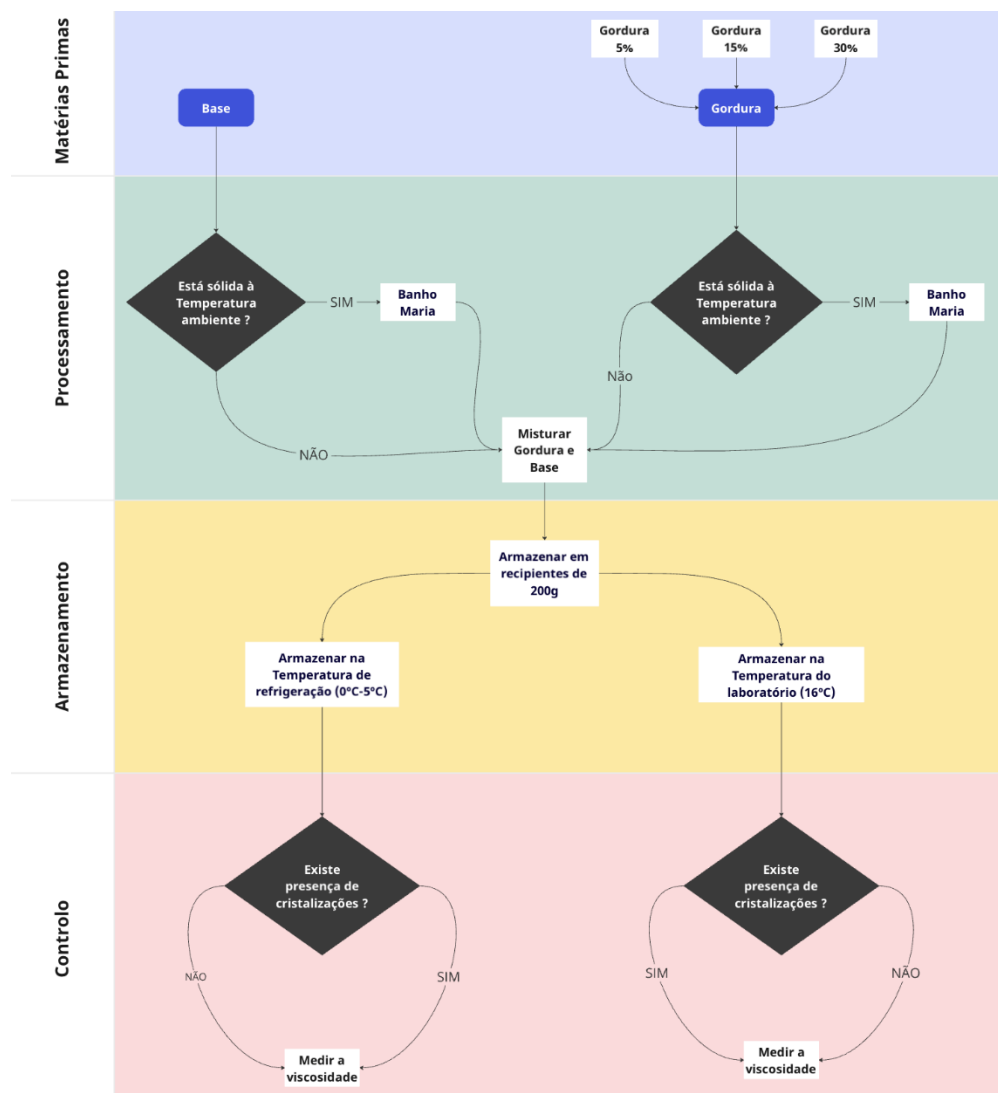 Matérias Primas
Gordura
5%
Gordura
15%
Gordura
30%
Base
Gordura
Processamento
Está sólida à
Temperatura
ambiente ?
SIM
Banho
Maria
Está sólida à
Temperatura
ambiente ?
SIM
Banho
Maria
Não
NÃO
Misturar
Gordura e
Base
Armazenamento
Armazenar em
recipientes de
200g
Armazenar na
Temperatura de
refrigeração (0ºC-5ºC)
Armazenar na
Temperatura do
laboratório (16ºC)
Controlo
Existe
presença de
cristalizações ?
NÃO
SIM
Medir a
viscosidade
Existe
presença de
cristalizações ?
SIM
NÃO
Medir a
viscosidade